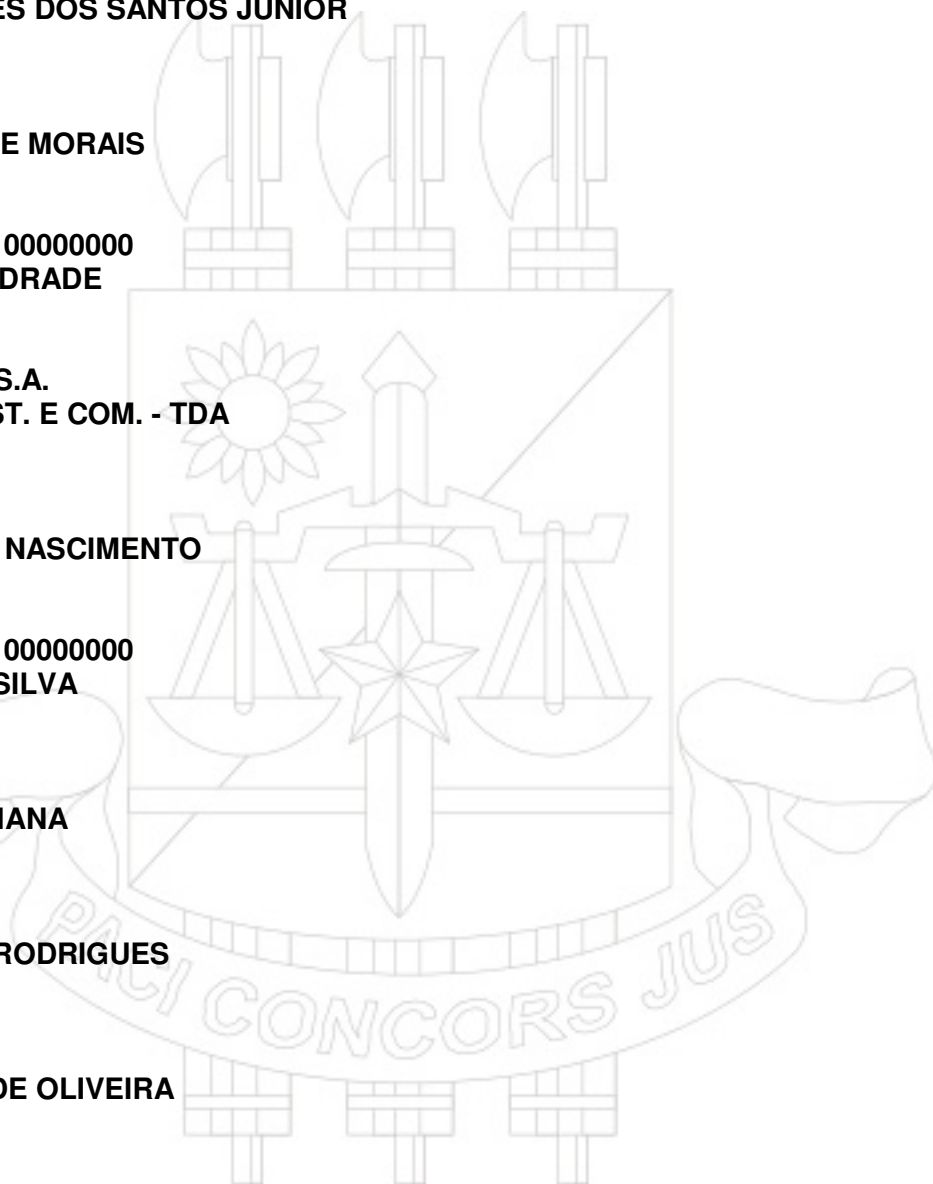 ES DOS SANTOS JUNIOR
E MORAIS
00000000
DRADE
S.A.
ST. E COM. - TDA
NASCIMENTO
00000000
SILVA
IANA
RODRIGUES
DE OLIVEIRA
PACI CONCORS JUS